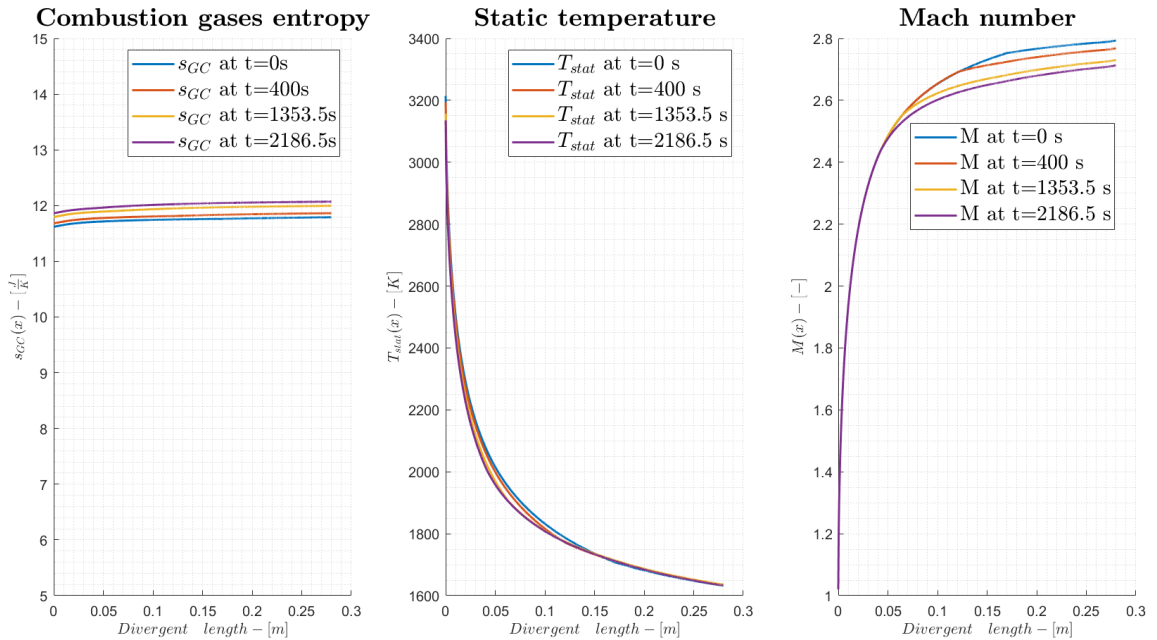 Combustion gases entropy
15
14
13
12
11
10
9
8
7
6
5
s_GC(x) − [J/K]
s_GC at t=0s
s_GC at t=400s
s_GC at t=1353.5s
s_GC at t=2186.5s
0 0.05 0.1 0.15 0.2 0.25 0.3
Divergent length − [m]
Static temperature
3400
3200
3000
2800
2600
2400
2200
2000
1800
1600
T_stat(x) − [K]
T_stat at t=0 s
T_stat at t=400 s
T_stat at t=1353.5 s
T_stat at t=2186.5 s
0 0.05 0.1 0.15 0.2 0.25 0.3
Divergent length − [m]
Mach number
2.8
2.6
2.4
2.2
2
1.8
1.6
1.4
1.2
1
M(x) − [−]
M at t=0 s
M at t=400 s
M at t=1353.5 s
M at t=2186.5 s
0 0.05 0.1 0.15 0.2 0.25 0.3
Divergent length − [m]